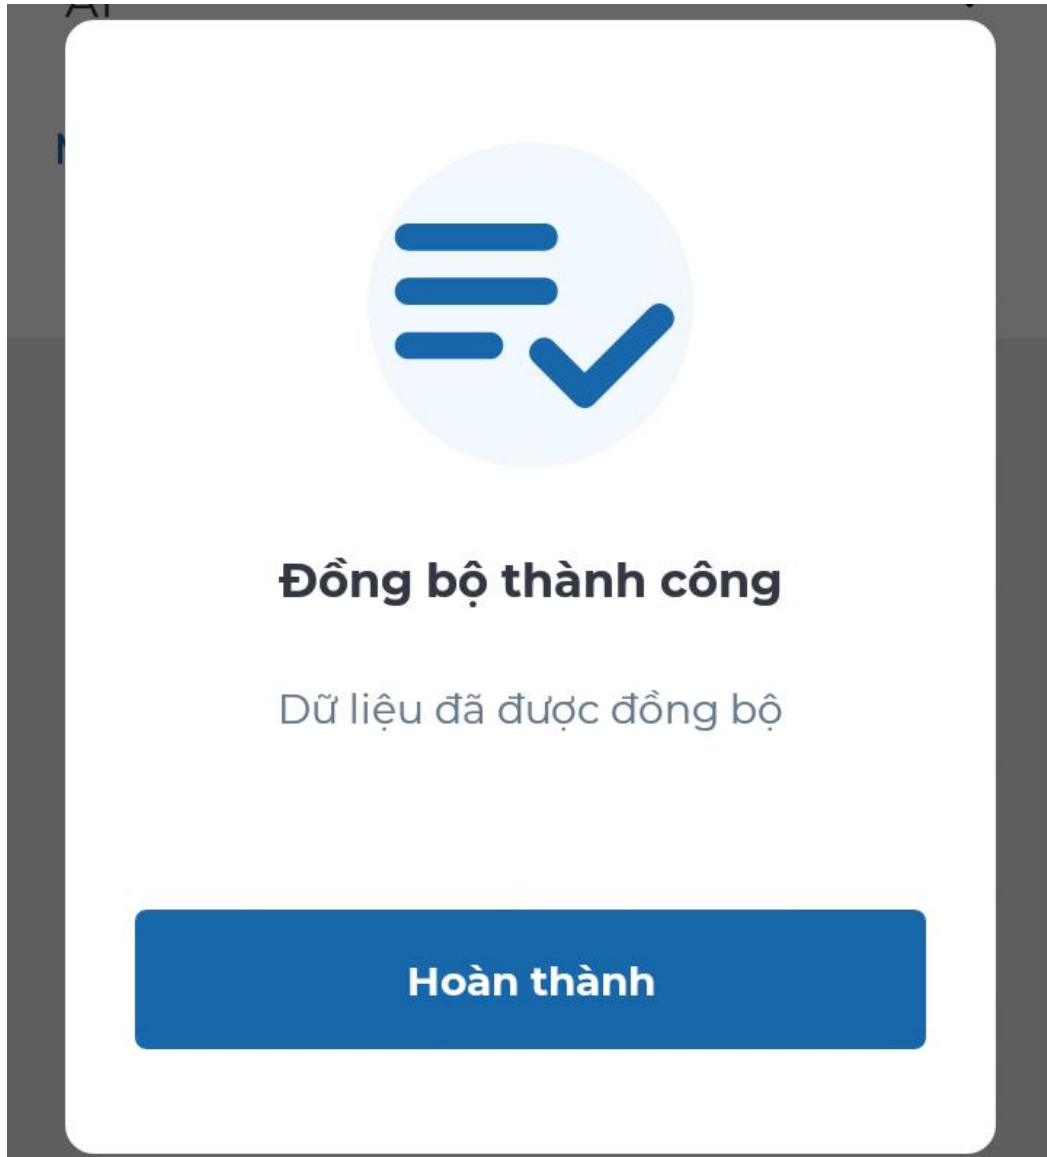 Đồng bộ thành công
Dữ liệu đã được đồng bộ
Hoàn thành